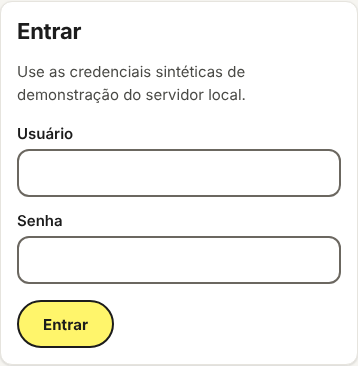 Entrar
Use as credenciais sintéticas de
demonstração do servidor local.
Usuário
Senha
Entrar